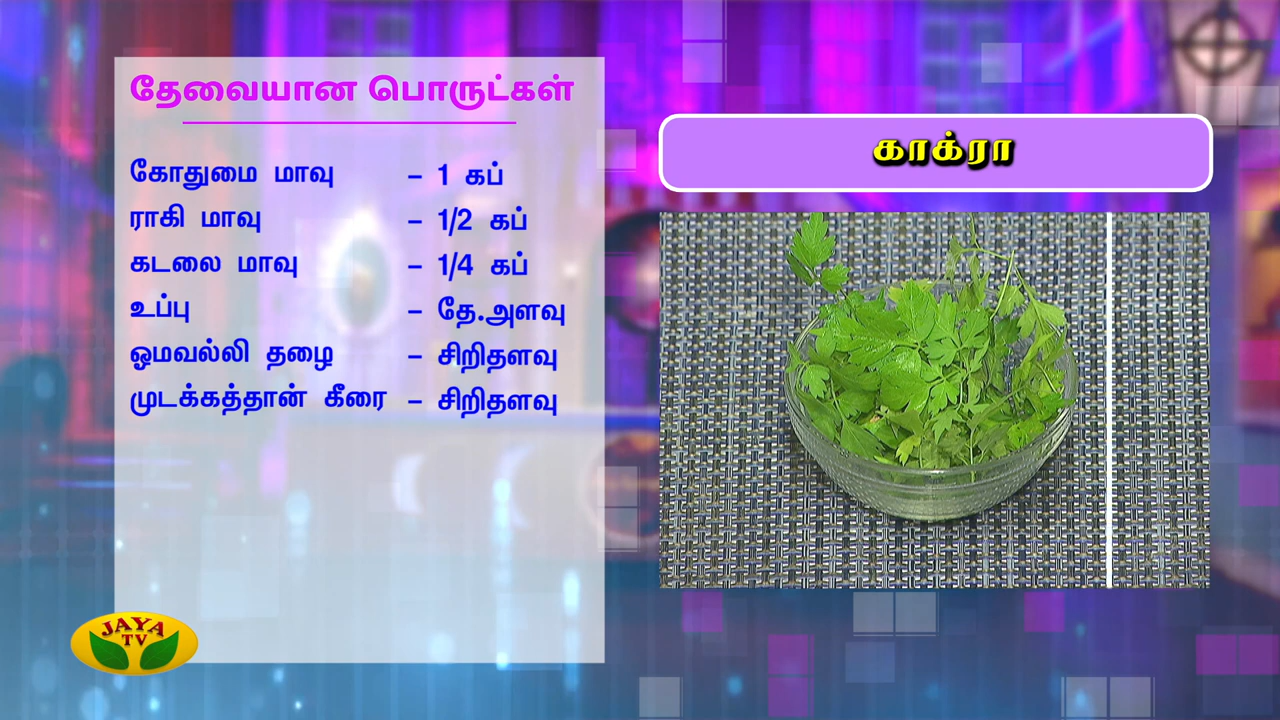 தேவையான பொருட்கள்
கோதுமை மாவு – 1 கப்
ராகி மாவு – 1/2 கப்
கடலை மாவு – 1/4 கப்
உப்பு – தே.அளவு
ஓமவல்லி தழை – சிறிதளவு
முடக்கத்தான் கீரை – சிறிதளவு
காக்ரா
JAYA
TV